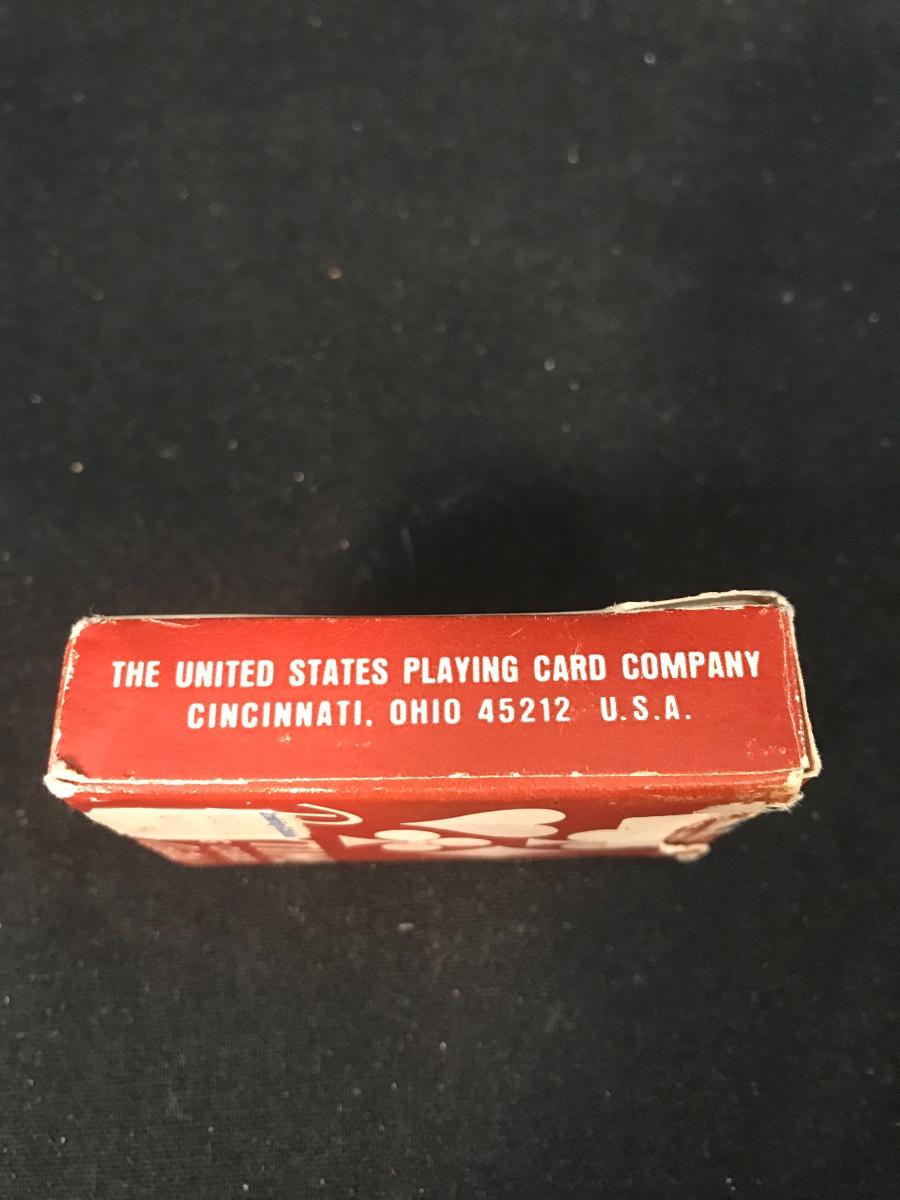 THE UNITED STATES PLAYING CARD COMPANY
CINCINNATI, OHIO 45212 U.S.A.